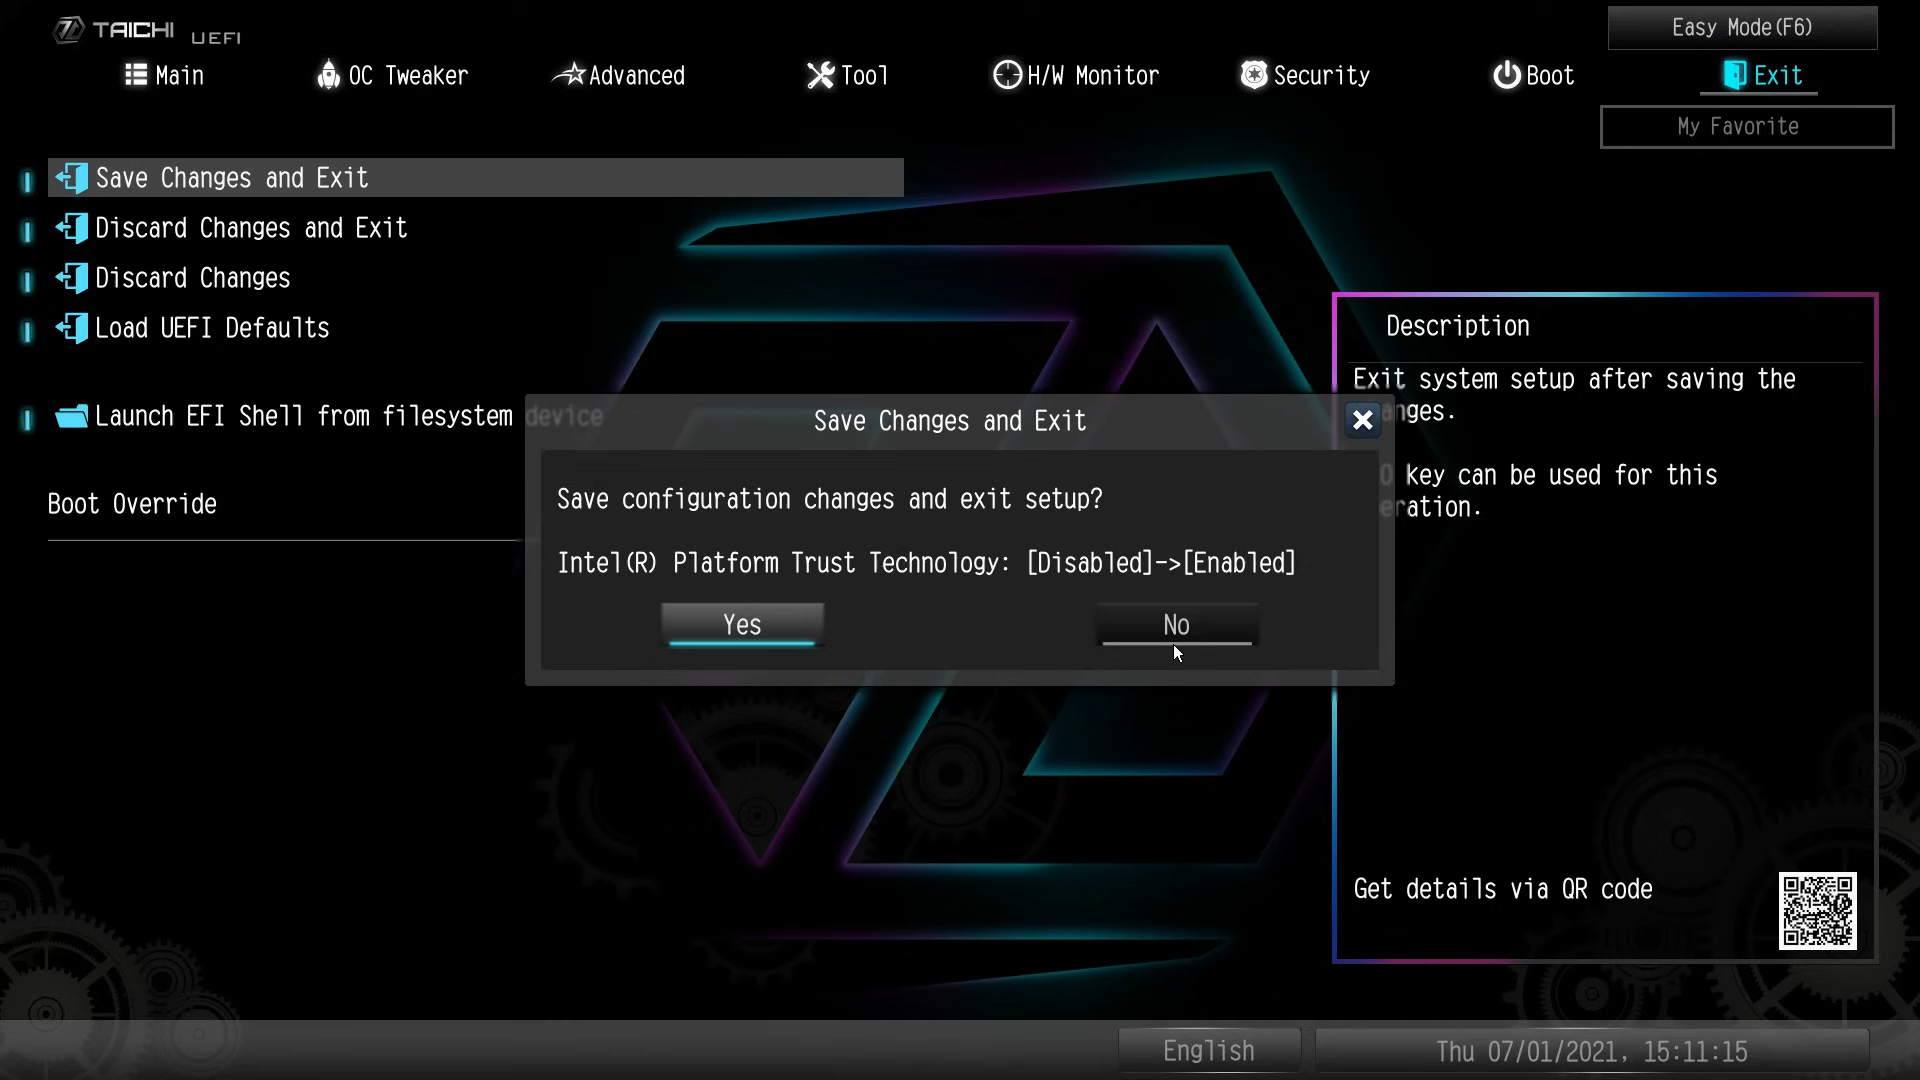 TAICHI UEFI
Easy Mode(F6)
Main OC Tweaker Advanced Tool H/W Monitor Security Boot Exit
My Favorite
Save Changes and Exit
Discard Changes and Exit
Discard Changes
Load UEFI Defaults
Launch EFI Shell from filesystem device
Boot Override
Save Changes and Exit
Save configuration changes and exit setup?
Intel(R) Platform Trust Technology: [Disabled]->[Enabled]
Yes No
Description
Exit system setup after saving the
anges.
key can be used for this
eration.
Get details via QR code
English
Thu 07/01/2021, 15:11:15